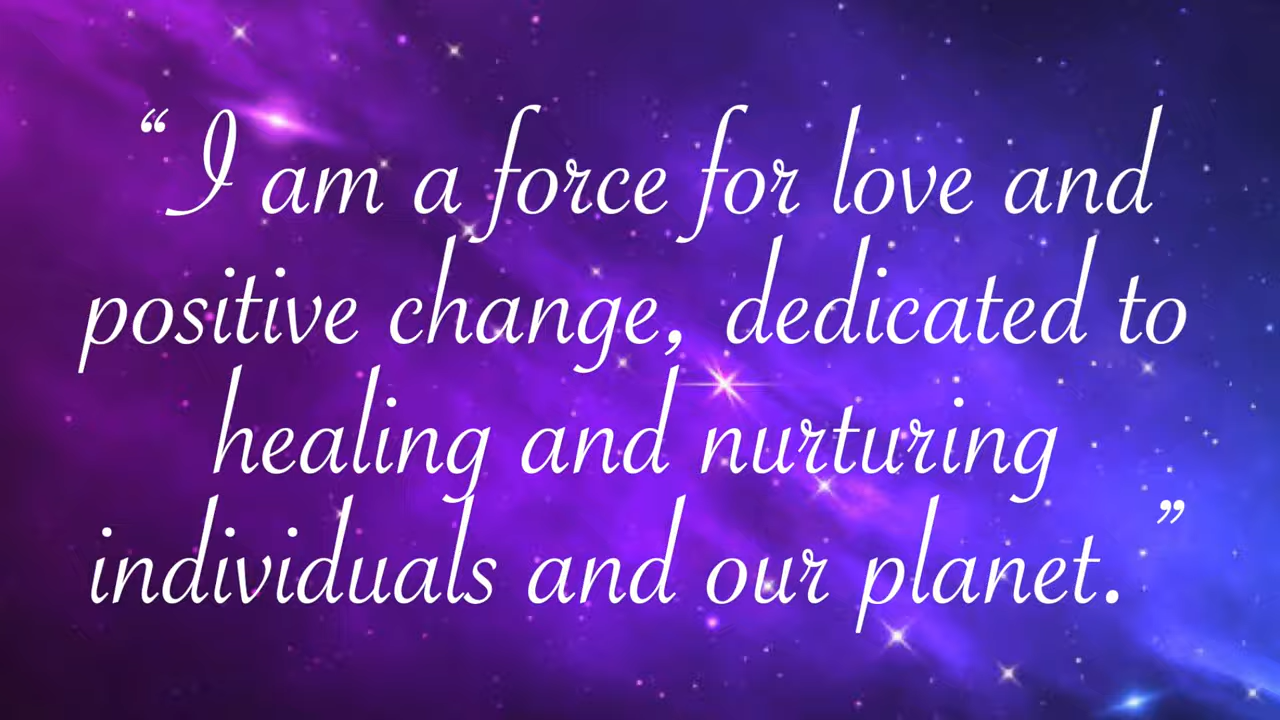 “ I am a force for love and
positive change, dedicated to
healing and nurturing
individuals and our planet. ”